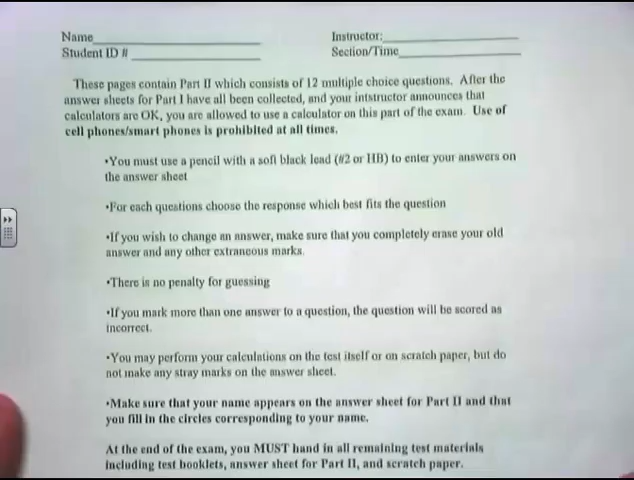 Name____________________ Instructor:____________________
Student ID # ____________________ Section/Time____________________
These pages contain Part II which consists of 12 multiple choice questions. After the
answer sheets for Part I have all been collected, and your intstructor announces that
calculators are OK, you are allowed to use a calculator on this part of the exam. Use of
cell phones/smart phones is prohibited at all times.
•You must use a pencil with a soft black lead (#2 or HB) to enter your answers on
the answer sheet
•For each questions choose the response which best fits the question
•If you wish to change an answer, make sure that you completely erase your old
answer and any other extraneous marks.
•There is no penalty for guessing
•If you mark more than one answer to a question, the question will be scored as
incorrect.
•You may perform your calculations on the test itself or on scratch paper, but do
not make any stray marks on the answer sheet.
•Make sure that your name appears on the answer sheet for Part II and that
you fill in the circles corresponding to your name.
At the end of the exam, you MUST hand in all remaining test materials
including test booklets, answer sheet for Part II, and scratch paper.